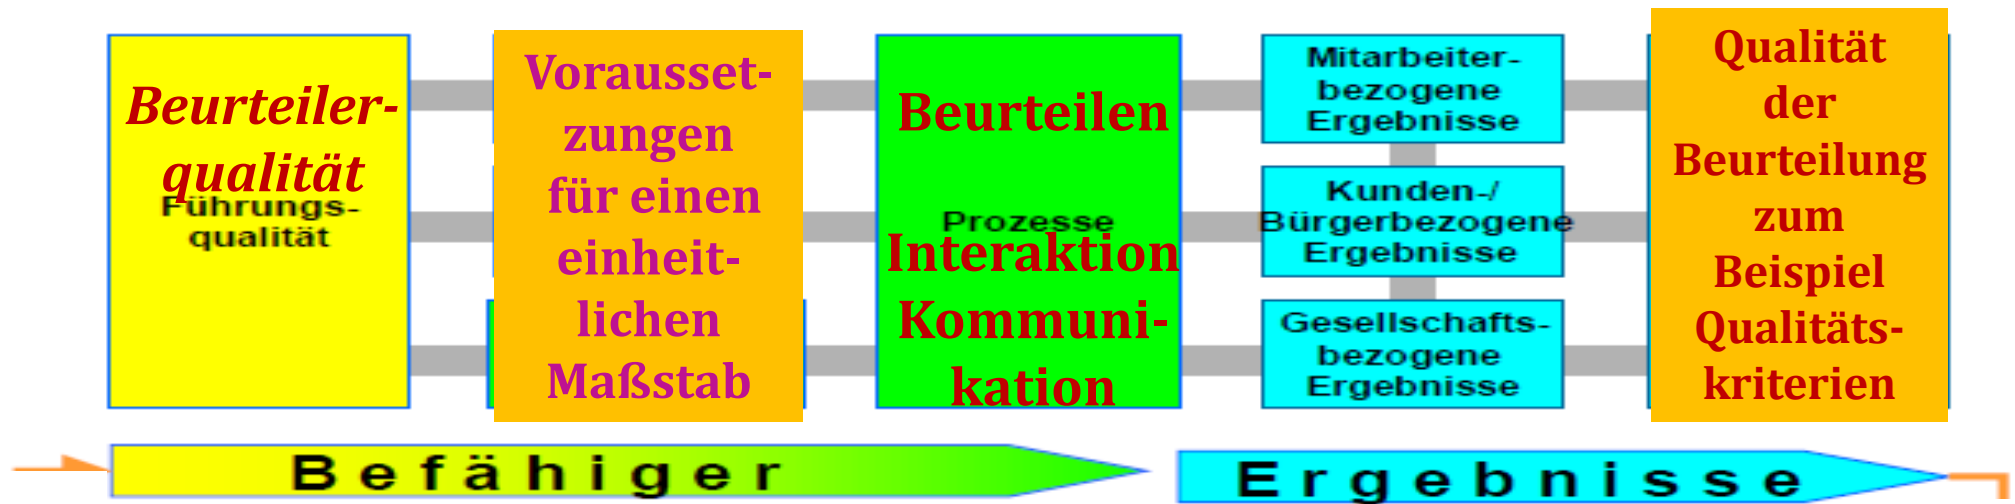 Beurteiler-
qualität
Führungs-
qualität
Vorausset-
zungen
für einen
einheit-
lichen
Maßstab
Beurteilen
Prozesse
Interaktion
Kommuni-
kation
Mitarbeiter-
bezogene
Ergebnisse
Kunden-/
Bürgerbezogene
Ergebnisse
Gesellschafts-
bezogene
Ergebnisse
Qualität
der
Beurteilung
zum
Beispiel
Qualitäts-
kriterien
Befähiger
Ergebnisse